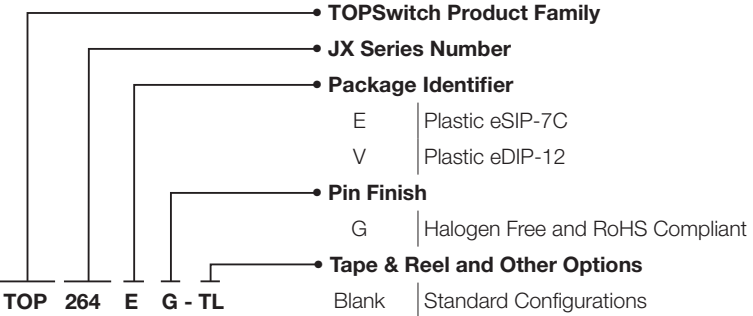 TOPSwitch Product Family
JX Series Number
Package Identifier
E Plastic eSIP-7C
V Plastic eDIP-12
Pin Finish
G Halogen Free and RoHS Compliant
Tape & Reel and Other Options
TOP 264 E G - TL Blank Standard Configurations